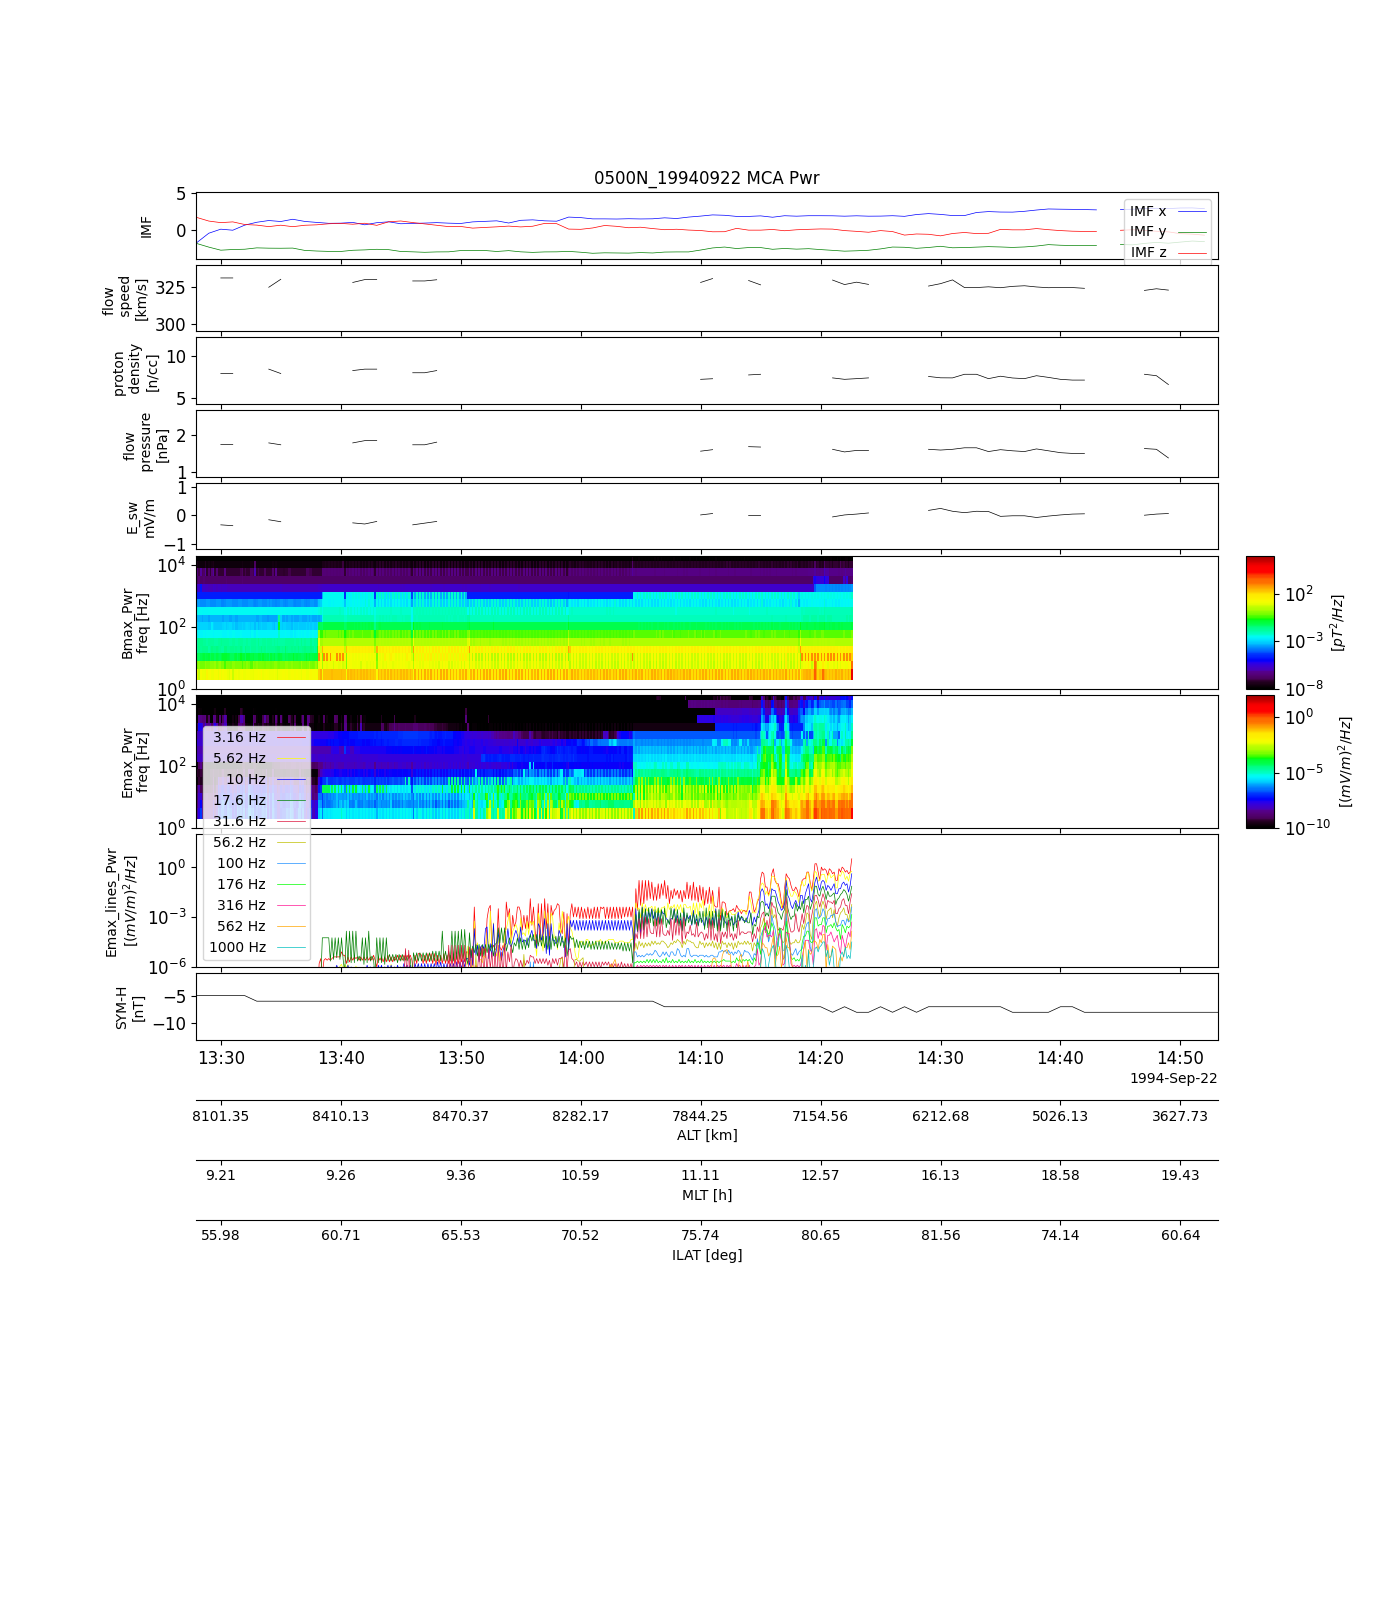 0500N_19940922 MCA Pwr
5
0
IMF
IMF x
IMF y
IMF z
325
300
flow
speed
[km/s]
10
5
proton
density
[n/cc]
2
1
flow
pressure
[nPa]
1
0
−1
E_sw
mV/m
10^4
10^2
10^0
Bmax_Pwr
freq [Hz]
10^2
10^−3
10^−8
[pT^2/Hz]
10^4
10^2
10^0
Emax_Pwr
freq [Hz]
10^0
10^−5
10^−10
[(mV/m)^2/Hz]
3.16 Hz
5.62 Hz
10 Hz
17.6 Hz
31.6 Hz
56.2 Hz
100 Hz
176 Hz
316 Hz
562 Hz
1000 Hz
10^0
10^−3
10^−6
Emax_lines_Pwr
[(mV/m)^2/Hz]
−5
−10
SYM-H
[nT]
13:30 13:40 13:50 14:00 14:10 14:20 14:30 14:40 14:50
1994-Sep-22
8101.35 8410.13 8470.37 8282.17 7844.25 7154.56 6212.68 5026.13 3627.73
ALT [km]
9.21 9.26 9.36 10.59 11.11 12.57 16.13 18.58 19.43
MLT [h]
55.98 60.71 65.53 70.52 75.74 80.65 81.56 74.14 60.64
ILAT [deg]